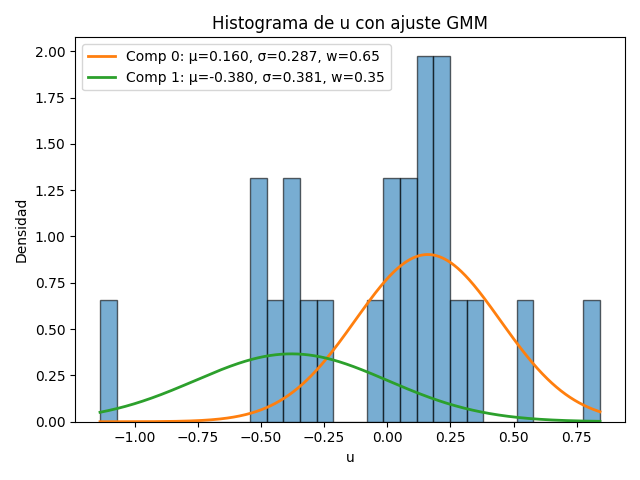 Histograma de u con ajuste GMM
Comp 0: μ=0.160, σ=0.287, w=0.65
Comp 1: μ=-0.380, σ=0.381, w=0.35
Densidad
2.00
1.75
1.50
1.25
1.00
0.75
0.50
0.25
0.00
−1.00 −0.75 −0.50 −0.25 0.00 0.25 0.50 0.75
u